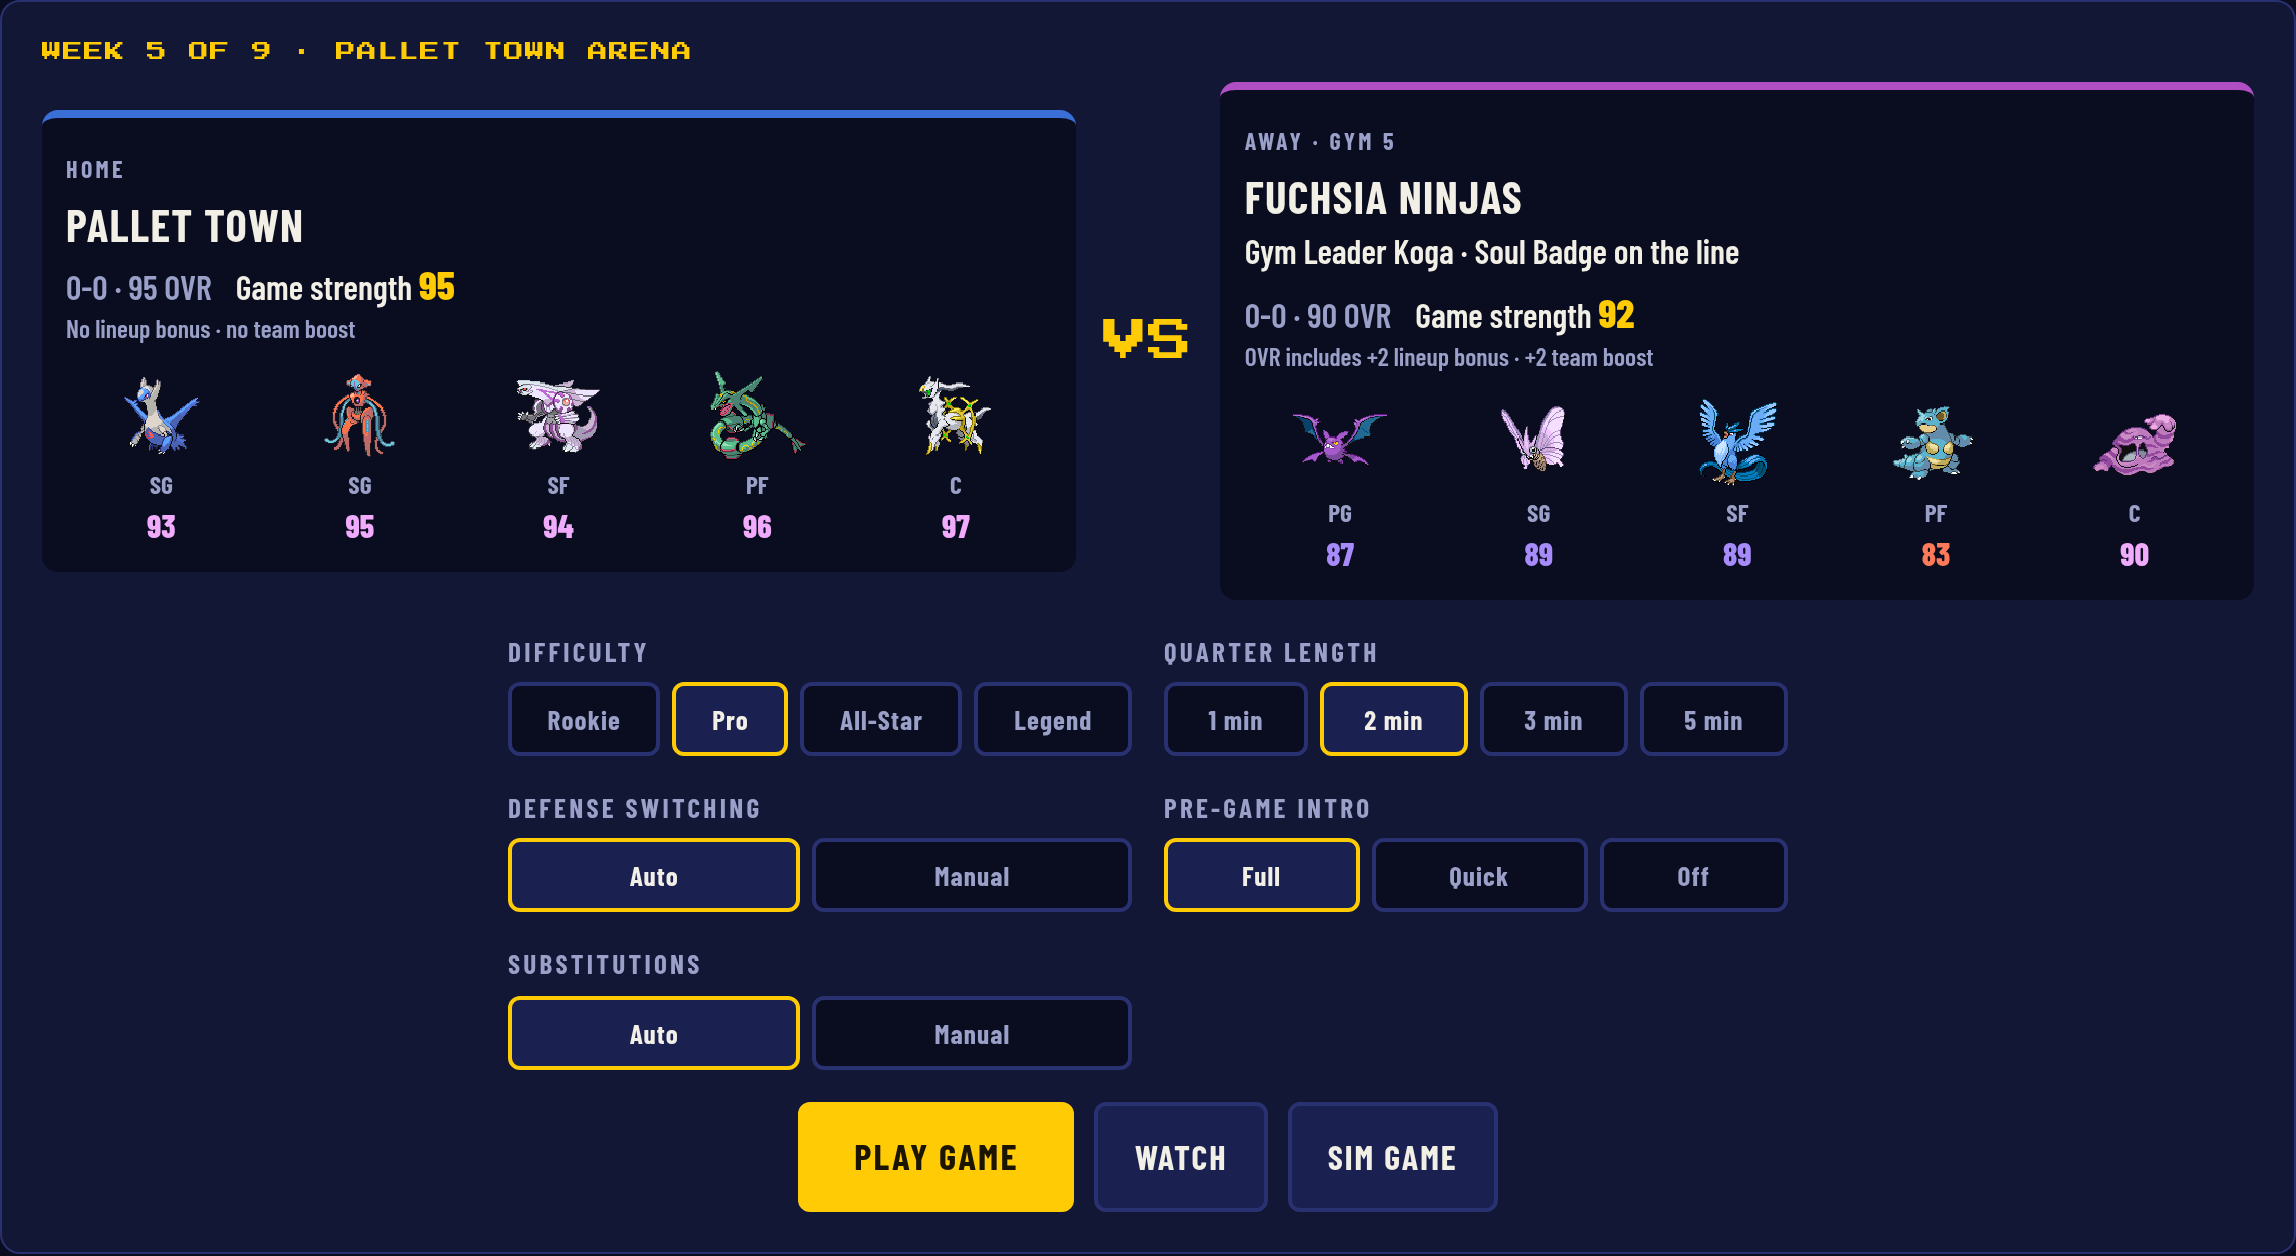 WEEK 5 OF 9 · PALLET TOWN ARENA
HOME
PALLET TOWN
0-0 · 95 OVR Game strength 95
No lineup bonus · no team boost
SG SG SF PF C
93 95 94 96 97
VS
AWAY · GYM 5
FUCHSIA NINJAS
Gym Leader Koga · Soul Badge on the line
0-0 · 90 OVR Game strength 92
OVR includes +2 lineup bonus · +2 team boost
PG SG SF PF C
87 89 89 83 90
DIFFICULTY
Rookie Pro All-Star Legend
QUARTER LENGTH
1 min 2 min 3 min 5 min
DEFENSE SWITCHING
Auto Manual
PRE-GAME INTRO
Full Quick Off
SUBSTITUTIONS
Auto Manual
PLAY GAME WATCH SIM GAME